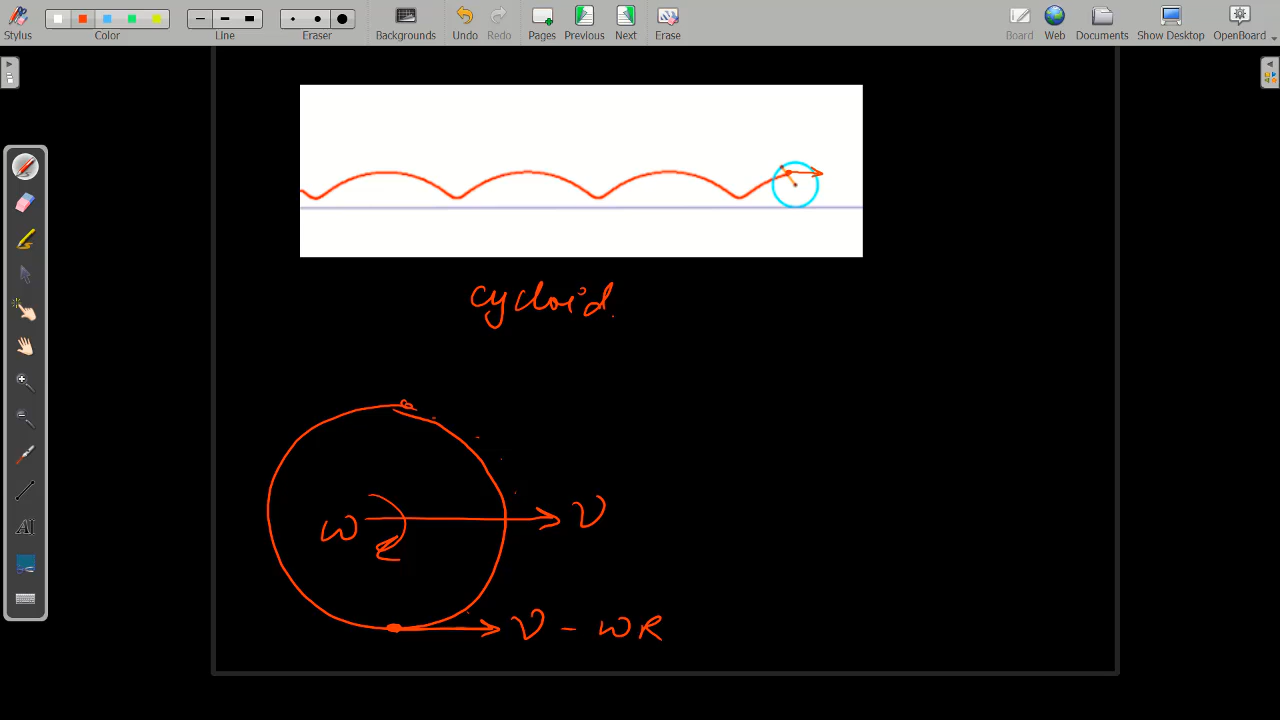 Stylus Color Line Eraser Backgrounds Undo Redo Pages Previous Next Erase Board Web Documents Show Desktop OpenBoard
cycloid
ω
v
v - ωR
AI